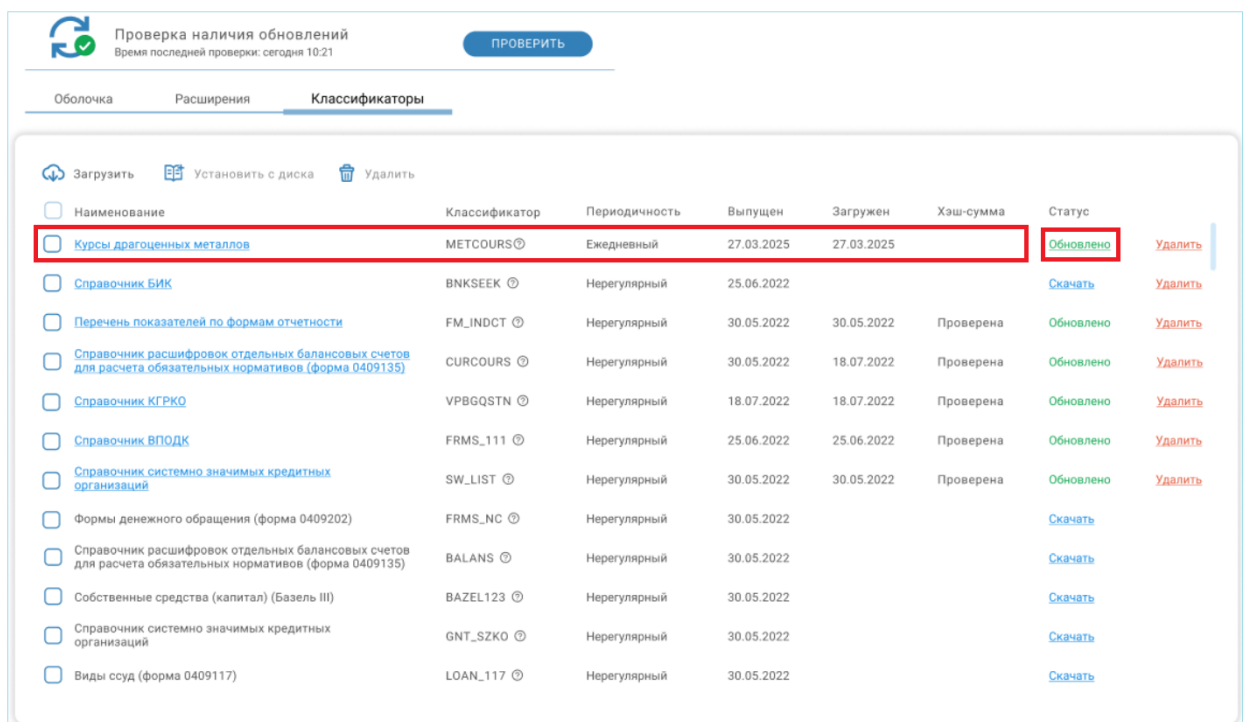 Проверка наличия обновлений
Время последней проверки: сегодня 10:21
ПРОВЕРИТЬ
Оболочка Расширения Классификаторы
Загрузить Установить с диска Удалить
Наименование Классификатор Периодичность Выпущен Загружен Хэш-сумма Статус
Курсы драгоценных металлов METCOURS Ежедневный 27.03.2025 27.03.2025 Обновлено Удалить
Справочник БИК BNKSEEK Нерегулярный 25.06.2022 Скачать Удалить
Перечень показателей по формам отчетности FM_INDCT Нерегулярный 30.05.2022 30.05.2022 Проверена Обновлено Удалить
Справочник расшифровок отдельных балансовых счетов
для расчета обязательных нормативов (форма 0409135) CURCOURS Нерегулярный 30.05.2022 18.07.2022 Проверена Обновлено Удалить
Справочник КГРКО VPBGQSTN Нерегулярный 18.07.2022 18.07.2022 Проверена Обновлено Удалить
Справочник ВПОДК FRMS_111 Нерегулярный 25.06.2022 25.06.2022 Проверена Обновлено Удалить
Справочник системно значимых кредитных
организаций SW_LIST Нерегулярный 30.05.2022 30.05.2022 Проверена Обновлено Удалить
Формы денежного обращения (форма 0409202) FRMS_NC Нерегулярный 30.05.2022 Скачать
Справочник расшифровок отдельных балансовых счетов
для расчета обязательных нормативов (форма 0409135) BALANS Нерегулярный 30.05.2022 Скачать
Собственные средства (капитал) (Базель III) BAZEL123 Нерегулярный 30.05.2022 Скачать
Справочник системно значимых кредитных
организаций GNT_SZKO Нерегулярный 30.05.2022 Скачать
Виды ссуд (форма 0409117) LOAN_117 Нерегулярный 30.05.2022 Скачать